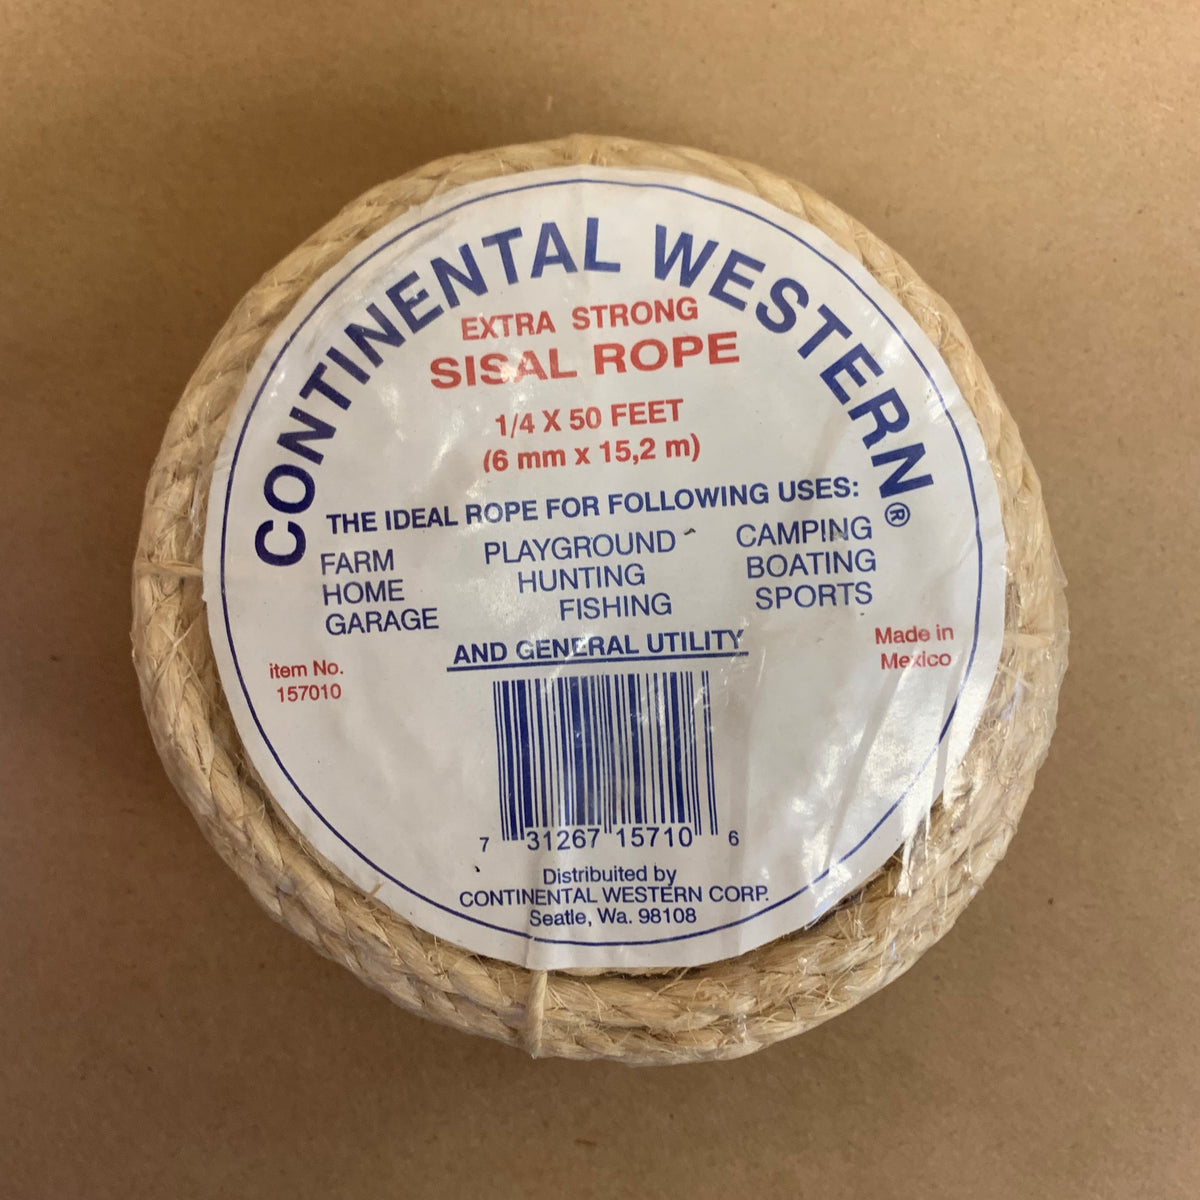 CONTINENTAL WESTERN®
EXTRA STRONG
SISAL ROPE
1/4 X 50 FEET
(6 mm x 15,2 m)
THE IDEAL ROPE FOR FOLLOWING USES:
FARM PLAYGROUND CAMPING
HOME HUNTING BOATING
GARAGE FISHING SPORTS
AND GENERAL UTILITY
item No.
157010
Made in
Mexico
7 31267 15710 6
Distribuited by
CONTINENTAL WESTERN CORP.
Seatle, Wa. 98108